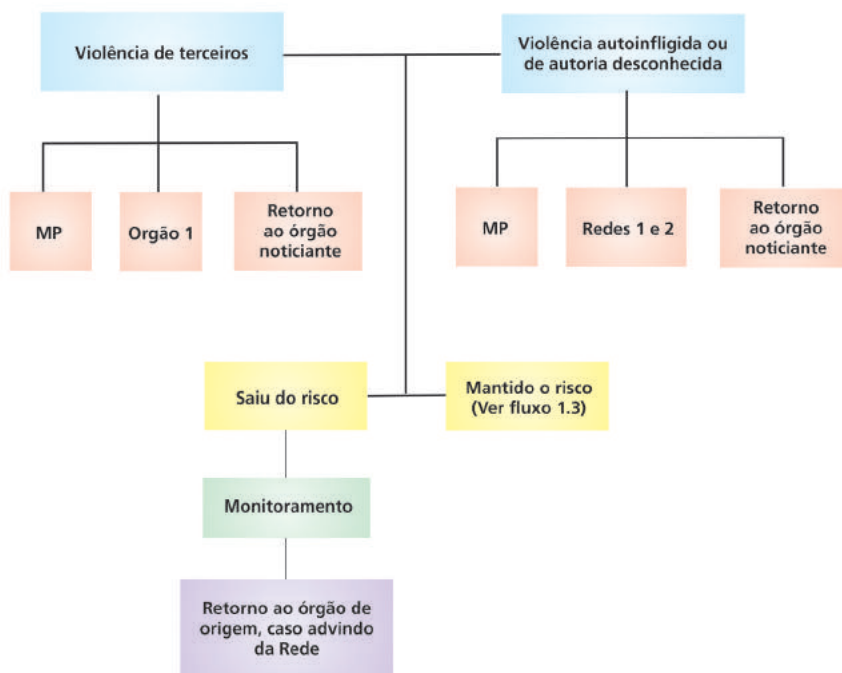 Violência de terceiros
Violência autoinfligida ou
de autoria desconhecida
MP
Orgão 1
Retorno
ao órgão
noticiante
MP
Redes 1 e 2
Retorno
ao órgão
noticiante
Saiu do risco
Mantido o risco
(Ver fluxo 1.3)
Monitoramento
Retorno ao órgão de
origem, caso advindo
da Rede